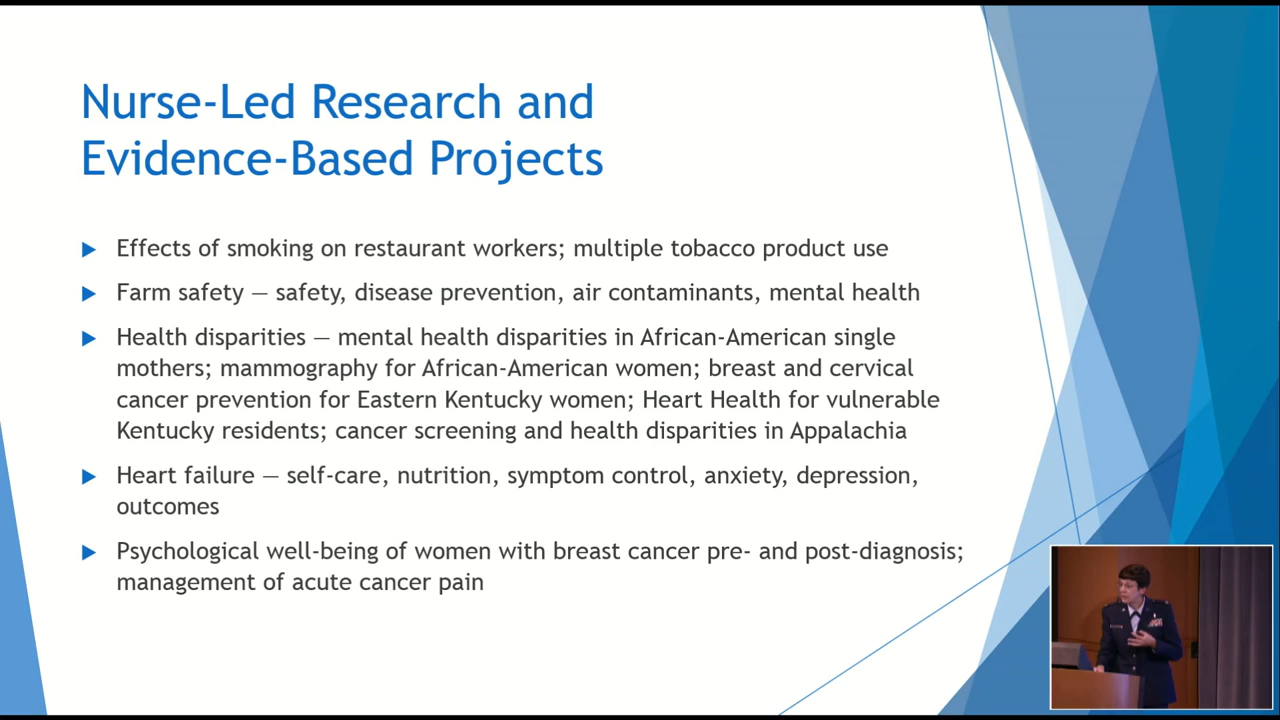 Nurse-Led Research and
Evidence-Based Projects
Effects of smoking on restaurant workers; multiple tobacco product use
Farm safety — safety, disease prevention, air contaminants, mental health
Health disparities — mental health disparities in African-American single
mothers; mammography for African-American women; breast and cervical
cancer prevention for Eastern Kentucky women; Heart Health for vulnerable
Kentucky residents; cancer screening and health disparities in Appalachia
Heart failure — self-care, nutrition, symptom control, anxiety, depression,
outcomes
Psychological well-being of women with breast cancer pre- and post-diagnosis;
management of acute cancer pain